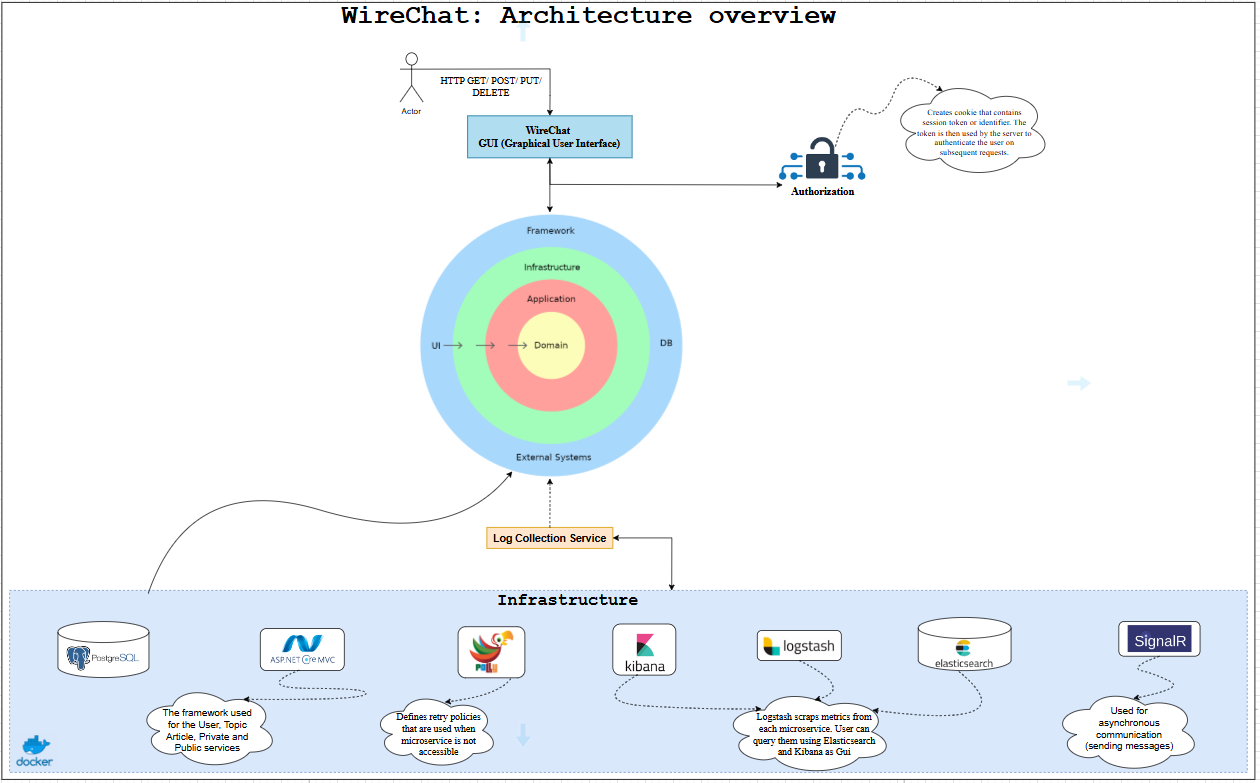 WireChat: Architecture overview
HTTP GET/ POST/ PUT/
DELETE
Actor
WireChat
GUI (Graphical User Interface)
Creates cookie that contains
session token or identifier. The
token is then used by the server to
authenticate the user on
subsequent requests.
Authorization
Framework
Infrastructure
Application
UI
Domain
DB
External Systems
Log Collection Service
Infrastructure
PostgreSQL
ASP.NET Core MVC
POLLY
kibana
logstash
elasticsearch
SignalR
The framework used
for the User, Topic
Article, Private and
Public services
Defines retry policies
that are used when
microservice is not
accessible
Logstash scraps metrics from
each microservice. User can
query them using Elasticsearch
and Kibana as Gui
Used for
asynchronous
communication
(sending messages)
docker